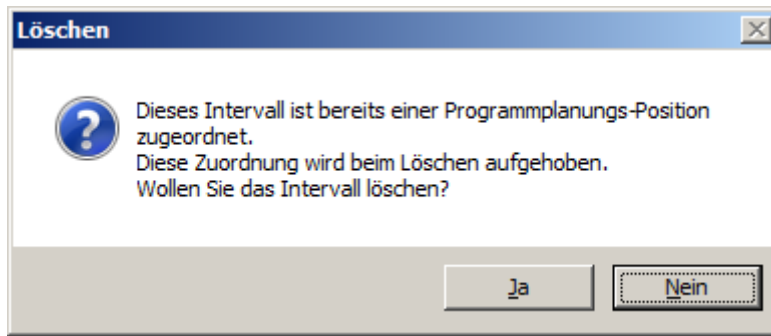 Löschen
Dieses Intervall ist bereits einer Programmplanungs-Position
zugeordnet.
Diese Zuordnung wird beim Löschen aufgehoben.
Wollen Sie das Intervall löschen?
Ja
Nein